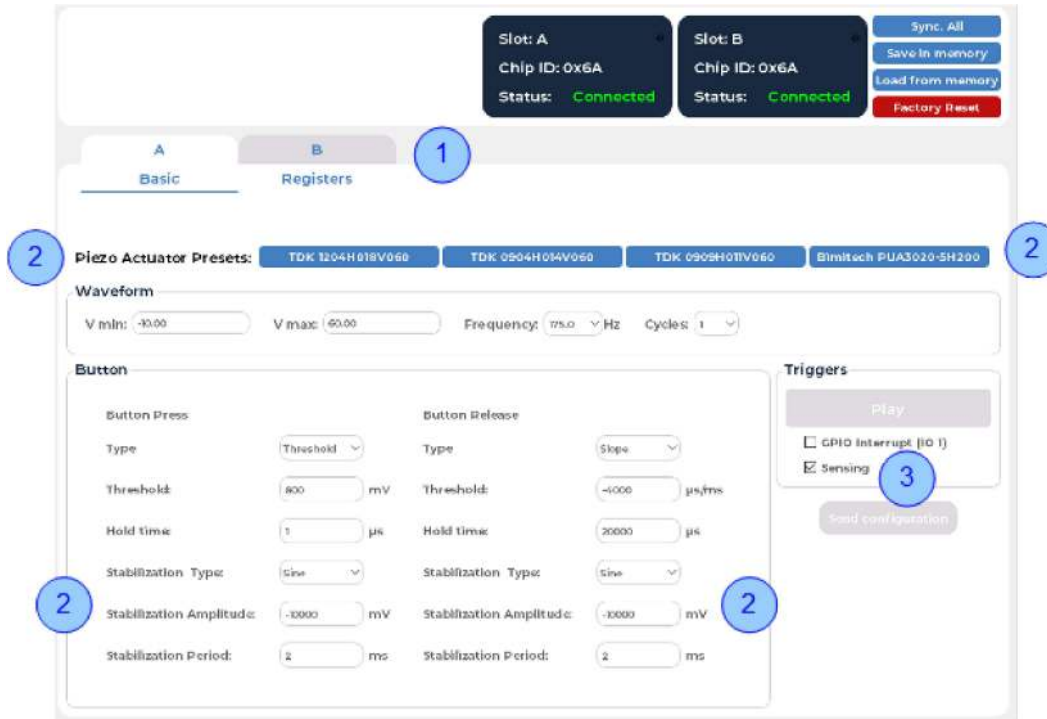 Slot: A
Chip ID: 0x6A
Status: Connected
Slot: B
Chip ID: 0x6A
Status: Connected
Sync. All
Save in memory
Load from memory
Factory Reset
A
B
1
Basic
Registers
2
Piezo Actuator Presets:
TDK 1204H018V060
TDK 0904H014V060
TDK 0909H011V060
Bimitech PUA3020-5H200
2
Waveform
V min: -10.00
V max: 60.00
Frequency: 175.0 Hz
Cycles: 1
Button
Button Press
Button Release
Type Threshold
Type Slope
Threshold: 800 mV
Threshold: -4000 µs/ms
Hold time: 1 µs
Hold time: 20000 µs
Stabilization Type: Sine
Stabilization Type: Sine
2
Stabilization Amplitude: -10000 mV
Stabilization Amplitude: -10000 mV
2
Stabilization Period: 2 ms
Stabilization Period: 2 ms
Triggers
Play
GPIO Interrupt (IO 1)
Sensing
3
Send configuration